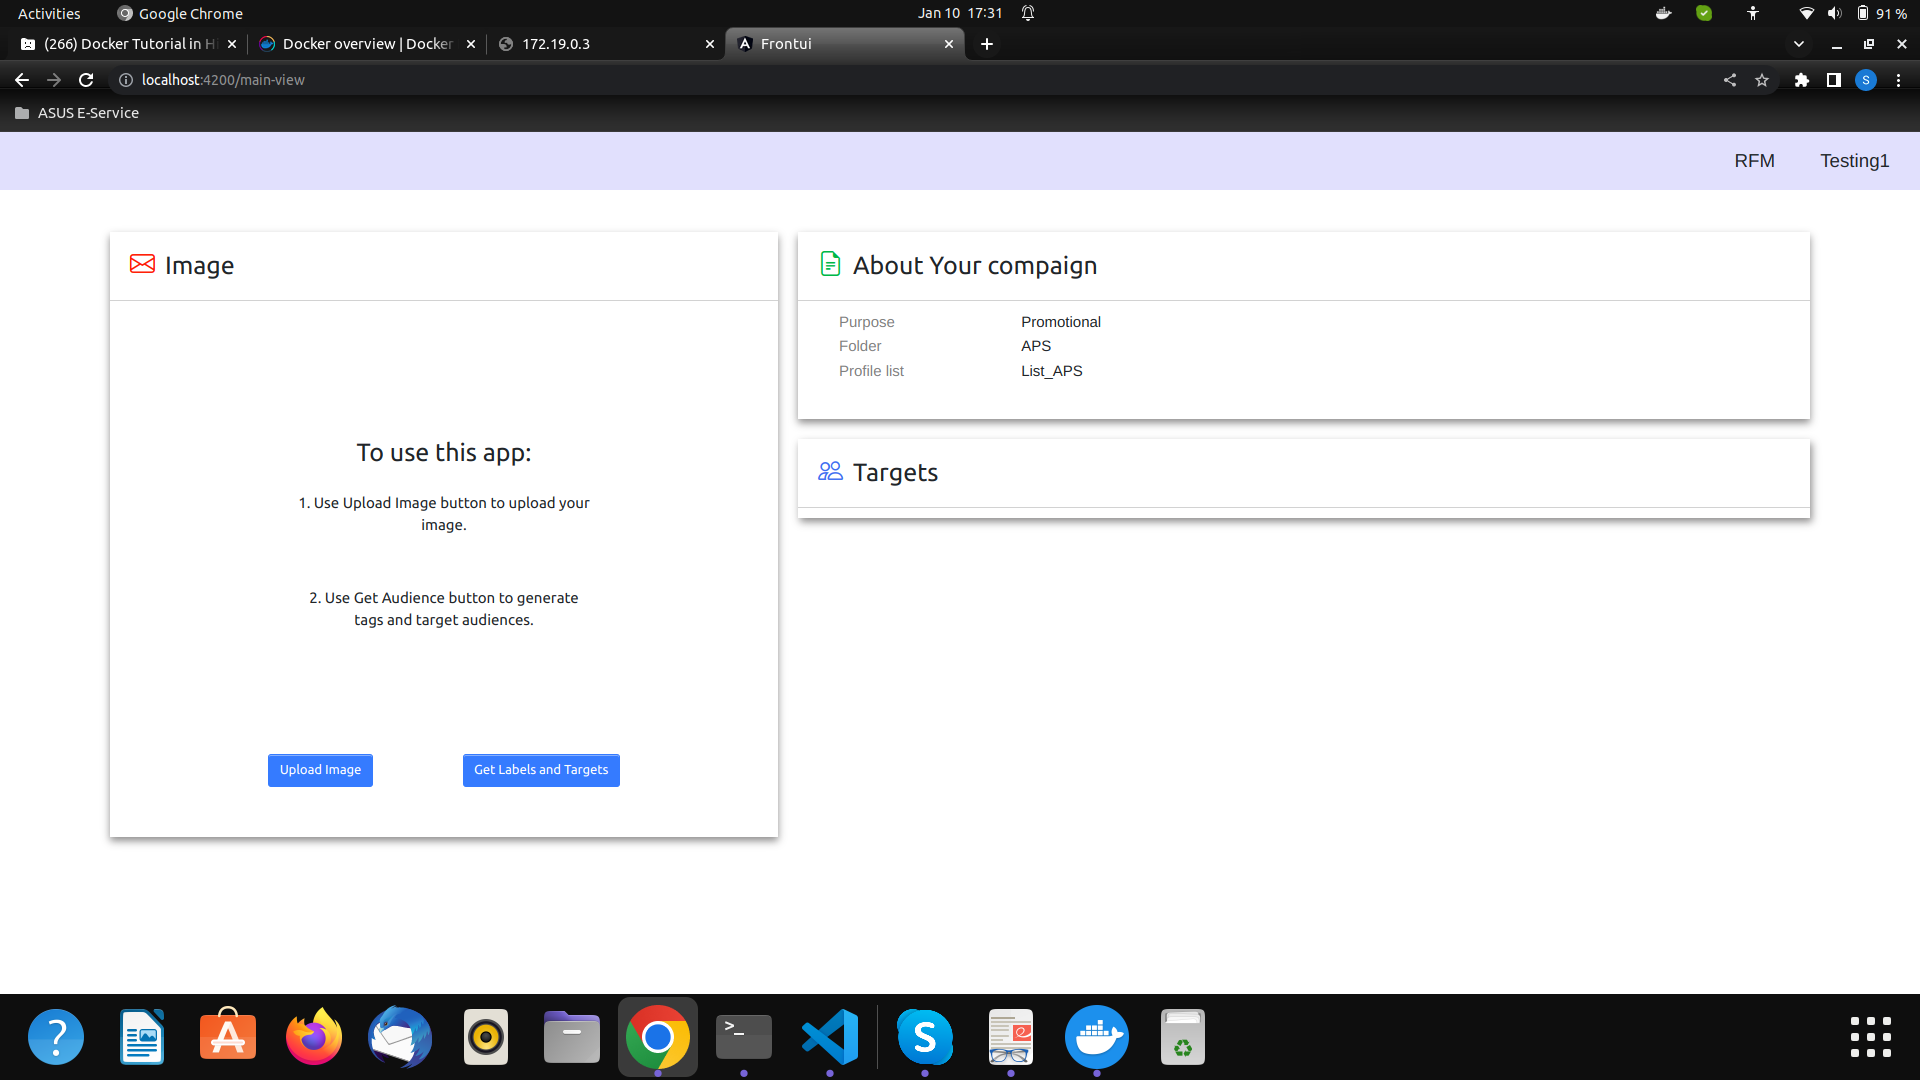 Activities
Google Chrome
Jan 10 17:31
91 %
(266) Docker Tutorial in Hi
Docker overview | Docker
172.19.0.3
Frontui
localhost:4200/main-view
S
ASUS E-Service
RFM
Testing1
Image
To use this app:
1. Use Upload Image button to upload your
image.
2. Use Get Audience button to generate
tags and target audiences.
Upload Image
Get Labels and Targets
About Your compaign
Purpose
Promotional
Folder
APS
Profile list
List_APS
Targets